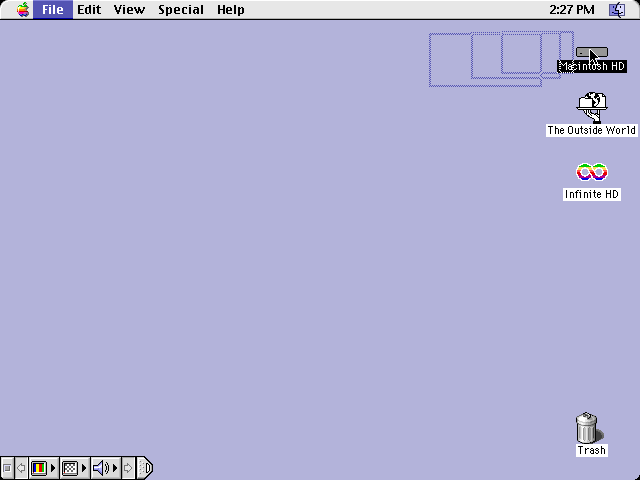 File Edit View Special Help 2:27 PM
Macintosh HD
The Outside World
Infinite HD
Trash